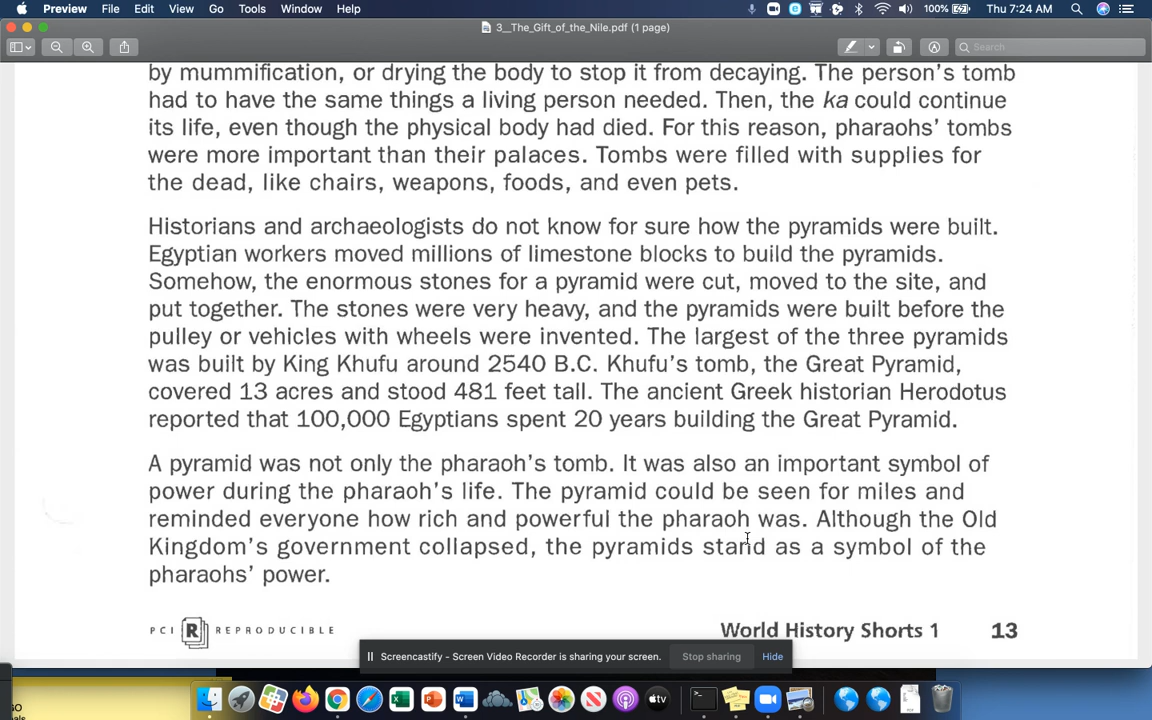 Preview File Edit View Go Tools Window Help 100% Thu 7:24 AM
3__The_Gift_of_the_Nile.pdf (1 page)
Search
by mummification, or drying the body to stop it from decaying. The person's tomb
had to have the same things a living person needed. Then, the ka could continue
its life, even though the physical body had died. For this reason, pharaohs' tombs
were more important than their palaces. Tombs were filled with supplies for
the dead, like chairs, weapons, foods, and even pets.
Historians and archaeologists do not know for sure how the pyramids were built.
Egyptian workers moved millions of limestone blocks to build the pyramids.
Somehow, the enormous stones for a pyramid were cut, moved to the site, and
put together. The stones were very heavy, and the pyramids were built before the
pulley or vehicles with wheels were invented. The largest of the three pyramids
was built by King Khufu around 2540 B.C. Khufu's tomb, the Great Pyramid,
covered 13 acres and stood 481 feet tall. The ancient Greek historian Herodotus
reported that 100,000 Egyptians spent 20 years building the Great Pyramid.
A pyramid was not only the pharaoh's tomb. It was also an important symbol of
power during the pharaoh's life. The pyramid could be seen for miles and
reminded everyone how rich and powerful the pharaoh was. Although the Old
Kingdom's government collapsed, the pyramids stand as a symbol of the
pharaohs' power.
PCI R REPRODUCIBLE World History Shorts 1 13
Screencastify - Screen Video Recorder is sharing your screen. Stop sharing Hide